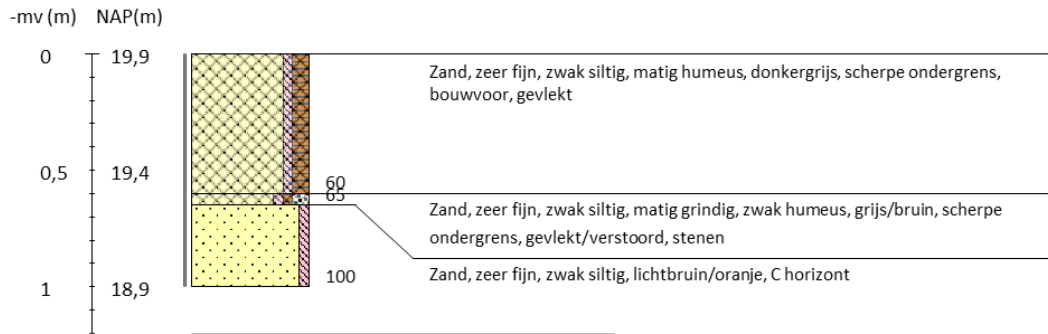 -mv (m) NAP(m)
0 19,9
Zand, zeer fijn, zwak siltig, matig humeus, donkergrijs, scherpe ondergrens,
bouwvoor, gevlekt
0,5 19,4
60
65
Zand, zeer fijn, zwak siltig, matig grindig, zwak humeus, grijs/bruin, scherpe
ondergrens, gevlekt/verstoord, stenen
100
Zand, zeer fijn, zwak siltig, lichtbruin/oranje, C horizont
1 18,9